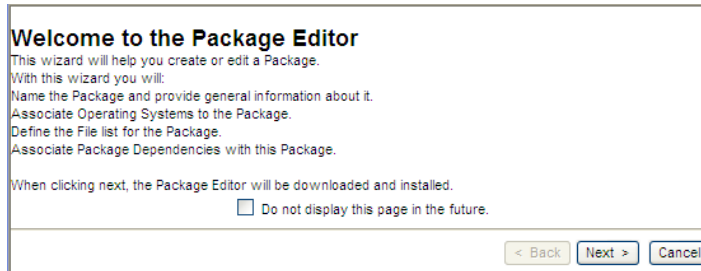 Welcome to the Package Editor
This wizard will help you create or edit a Package.
With this wizard you will:
Name the Package and provide general information about it.
Associate Operating Systems to the Package.
Define the File list for the Package.
Associate Package Dependencies with this Package.
When clicking next, the Package Editor will be downloaded and installed.
Do not display this page in the future.
< Back Next > Cancel